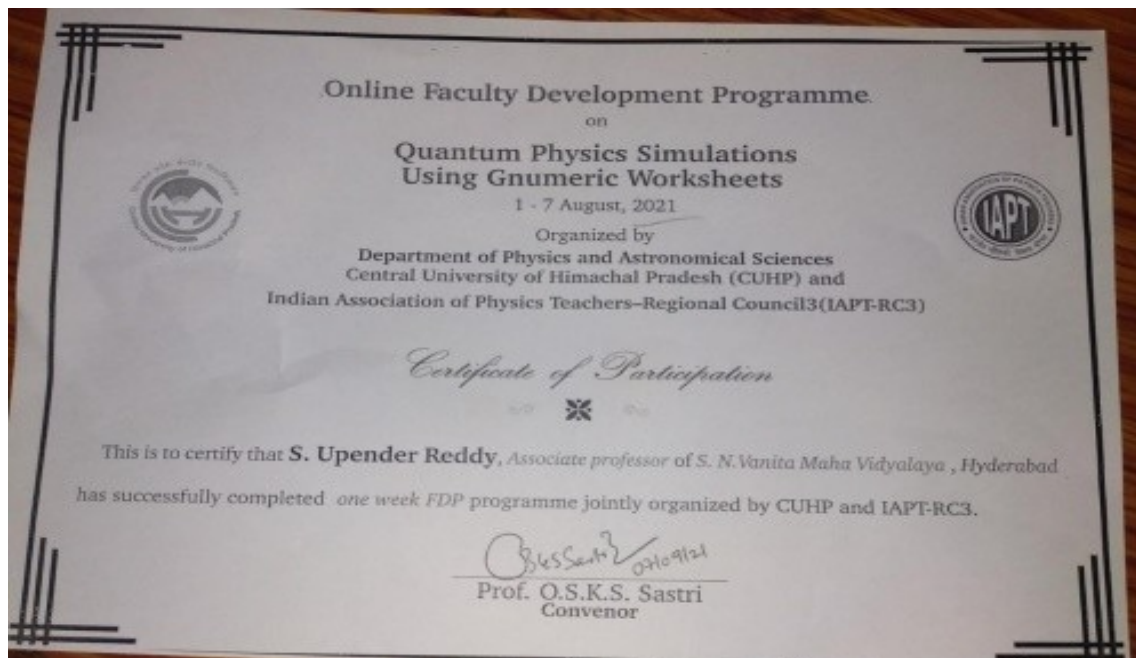 Online Faculty Development Programme
on
Quantum Physics Simulations
Using Gnumeric Worksheets
1 - 7 August, 2021
Organized by
Department of Physics and Astronomical Sciences
Central University of Himachal Pradesh (CUHP) and
Indian Association of Physics Teachers–Regional Council3(IAPT-RC3)
IAPT
Certificate of Participation
This is to certify that S. Upender Reddy, Associate professor of S. N.Vanita Maha Vidyalaya , Hyderabad
has successfully completed one week FDP programme jointly organized by CUHP and IAPT-RC3.
07/09/21
Prof. O.S.K.S. Sastri
Convenor